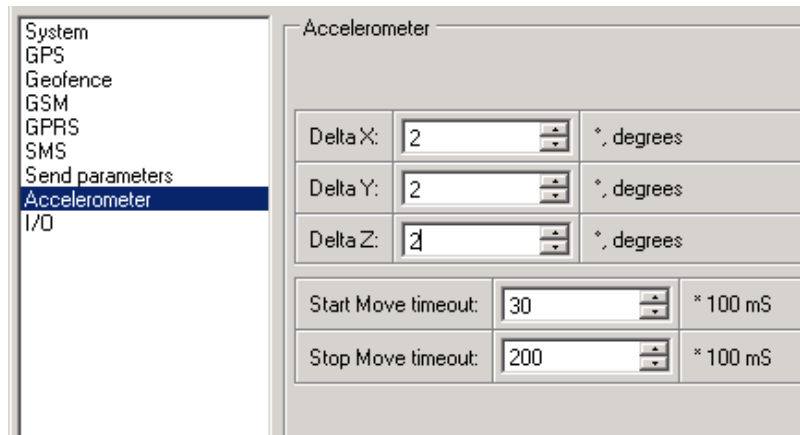 System
GPS
Geofence
GSM
GPRS
SMS
Send parameters
Accelerometer
I/O
Accelerometer
Delta X: 2 °, degrees
Delta Y: 2 °, degrees
Delta Z: 2 °, degrees
Start Move timeout: 30 * 100 mS
Stop Move timeout: 200 * 100 mS